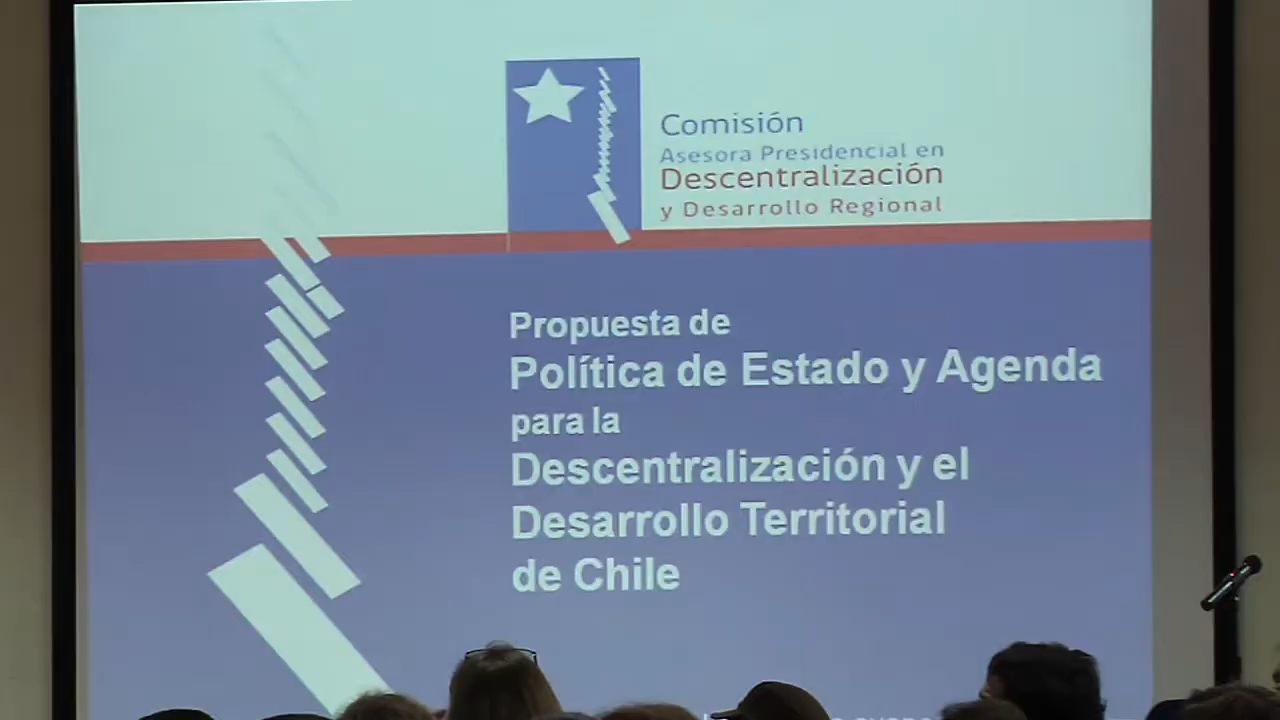 Comisión
Asesora Presidencial en
Descentralización
y Desarrollo Regional
Propuesta de
Política de Estado y Agenda
para la
Descentralización y el
Desarrollo Territorial
de Chile